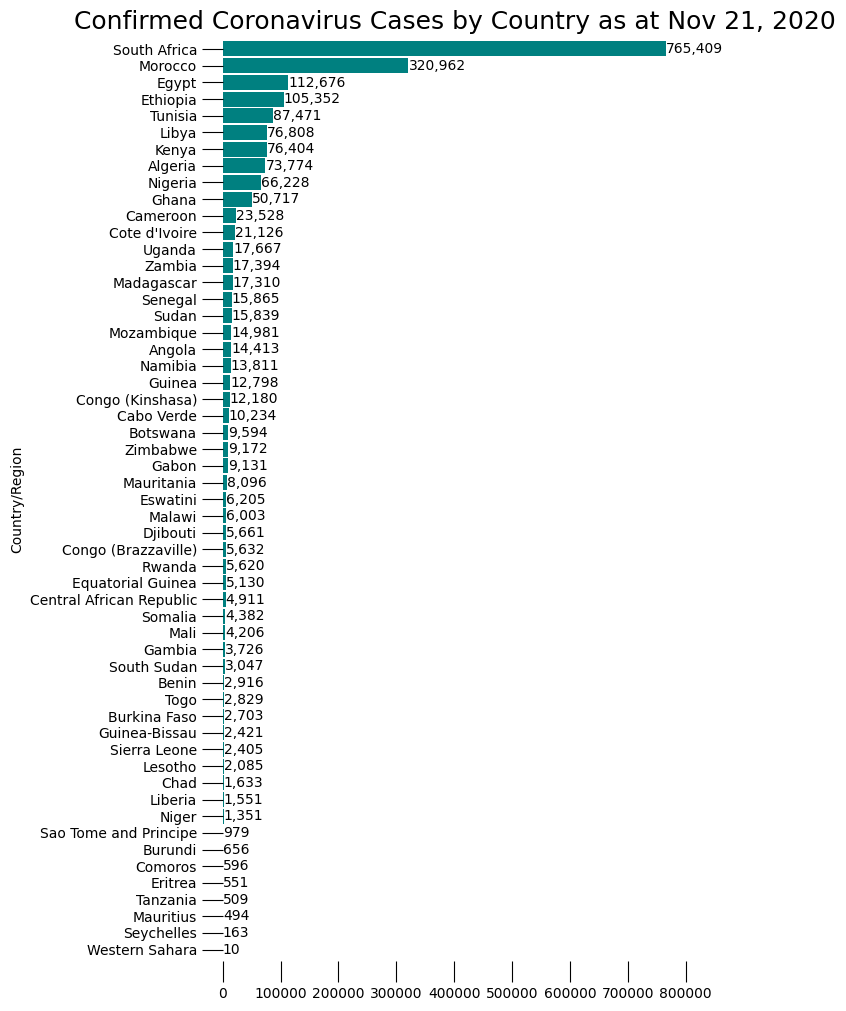 Confirmed Coronavirus Cases by Country as at Nov 21, 2020
South Africa 765,409
Morocco 320,962
Egypt 112,676
Ethiopia 105,352
Tunisia 87,471
Libya 76,808
Kenya 76,404
Algeria 73,774
Nigeria 66,228
Ghana 50,717
Cameroon 23,528
Cote d'Ivoire 21,126
Uganda 17,667
Zambia 17,394
Madagascar 17,310
Senegal 15,865
Sudan 15,839
Mozambique 14,981
Angola 14,413
Namibia 13,811
Guinea 12,798
Congo (Kinshasa) 12,180
Cabo Verde 10,234
Botswana 9,594
Zimbabwe 9,172
Gabon 9,131
Mauritania 8,096
Eswatini 6,205
Malawi 6,003
Djibouti 5,661
Congo (Brazzaville) 5,632
Rwanda 5,620
Equatorial Guinea 5,130
Central African Republic 4,911
Somalia 4,382
Mali 4,206
Gambia 3,726
South Sudan 3,047
Benin 2,916
Togo 2,829
Burkina Faso 2,703
Guinea-Bissau 2,421
Sierra Leone 2,405
Lesotho 2,085
Chad 1,633
Liberia 1,551
Niger 1,351
Sao Tome and Principe 979
Burundi 656
Comoros 596
Eritrea 551
Tanzania 509
Mauritius 494
Seychelles 163
Western Sahara 10
Country/Region
0 100000 200000 300000 400000 500000 600000 700000 800000